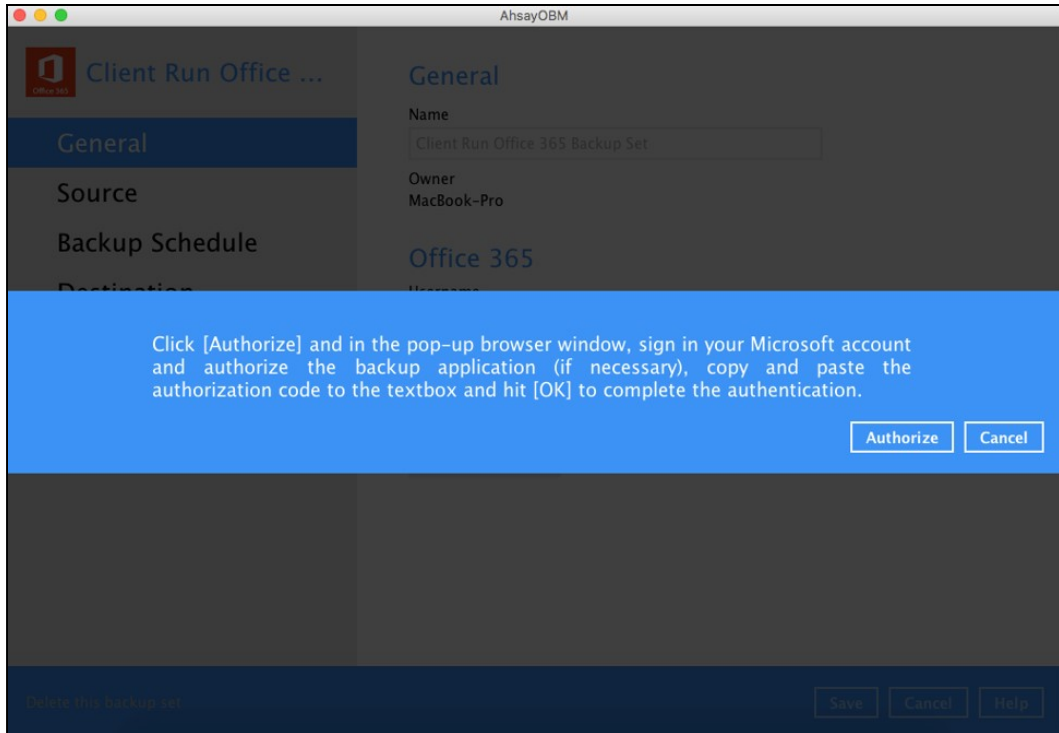 AhsayOBM
Office 365
Client Run Office ...
General
Source
Backup Schedule
Destination
General
Name
Client Run Office 365 Backup Set
Owner
MacBook-Pro
Office 365
Username
Click [Authorize] and in the pop-up browser window, sign in your Microsoft account
and authorize the backup application (if necessary), copy and paste the
authorization code to the textbox and hit [OK] to complete the authentication.
Authorize
Cancel
Delete this backup set
Save
Cancel
Help